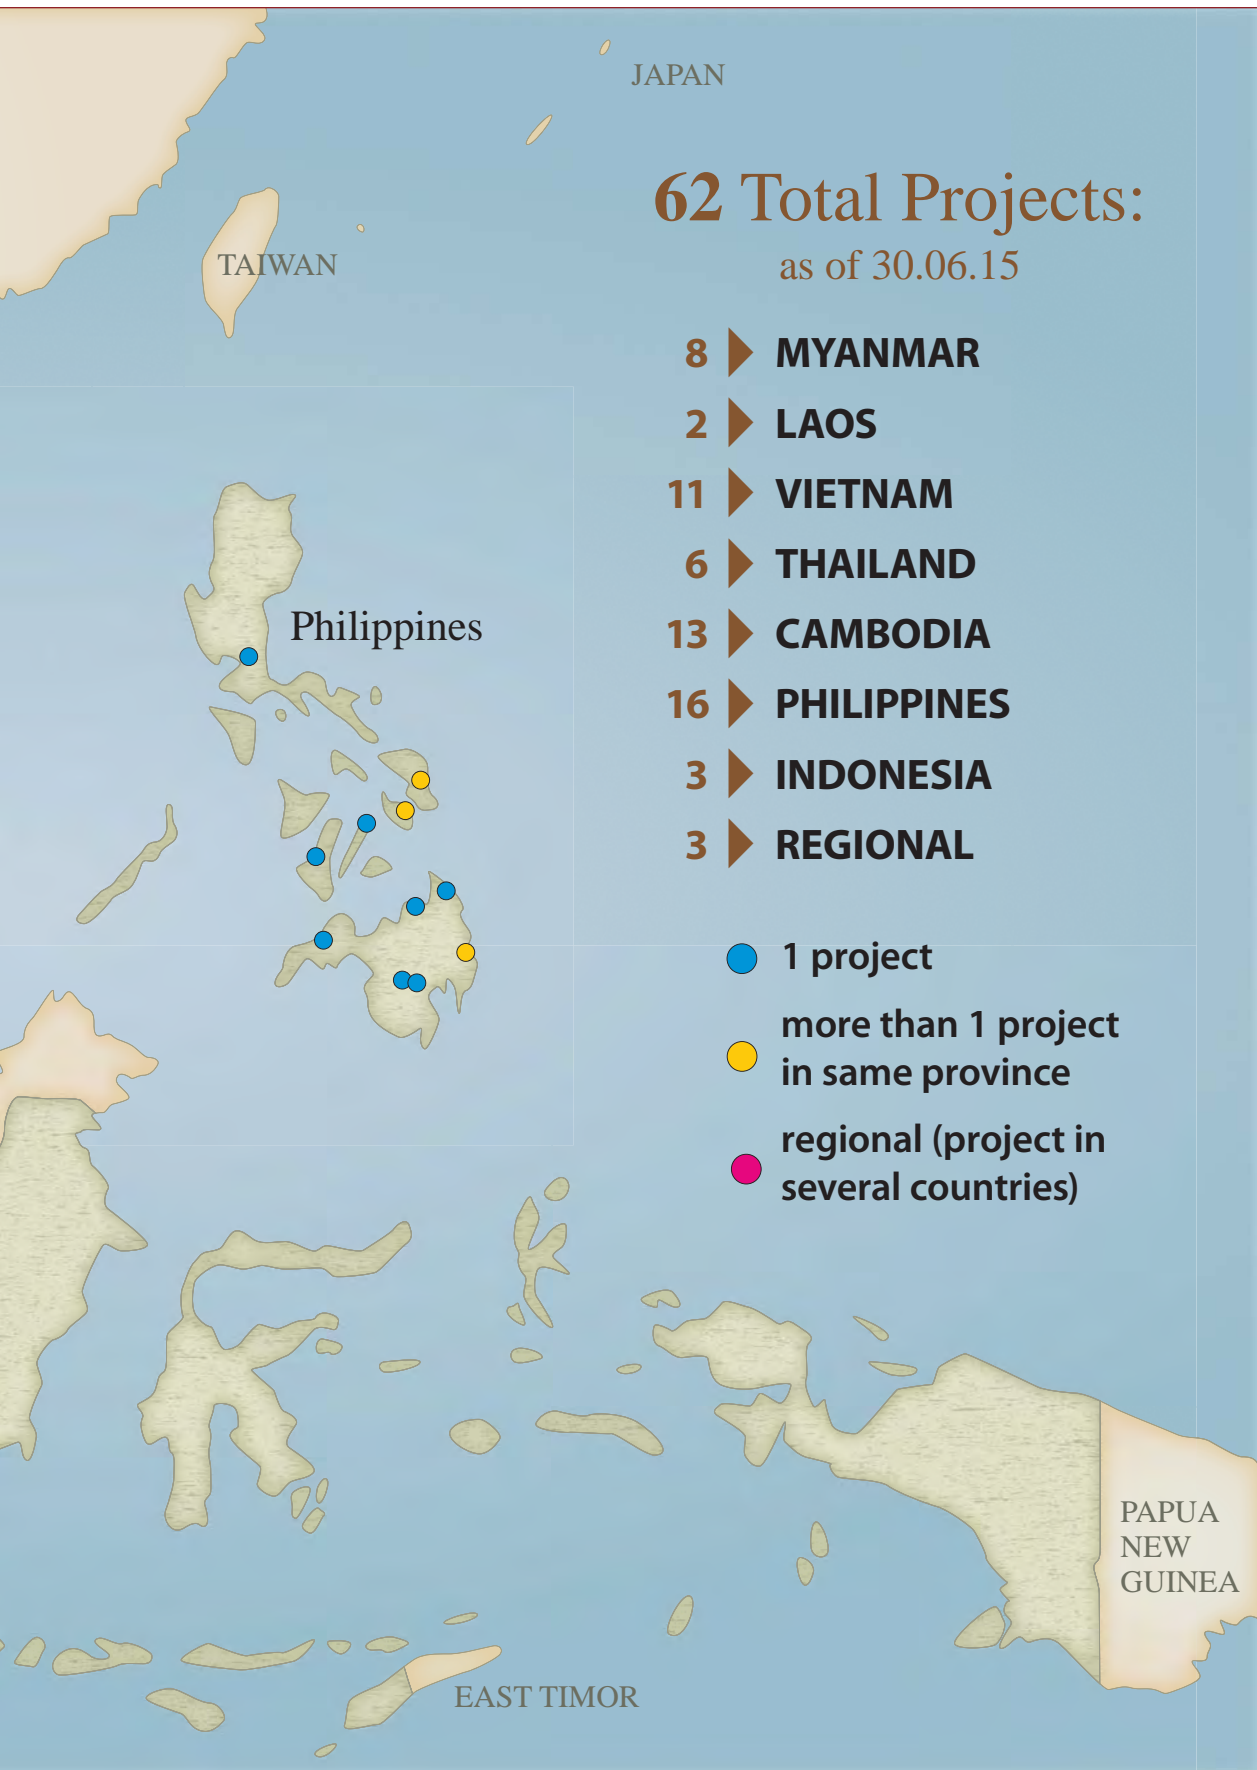 JAPAN
62 Total Projects:
as of 30.06.15
TAIWAN
8 MYANMAR
2 LAOS
11 VIETNAM
6 THAILAND
13 CAMBODIA
16 PHILIPPINES
3 INDONESIA
3 REGIONAL
Philippines
1 project
more than 1 project
in same province
regional (project in
several countries)
PAPUA
NEW
GUINEA
EAST TIMOR